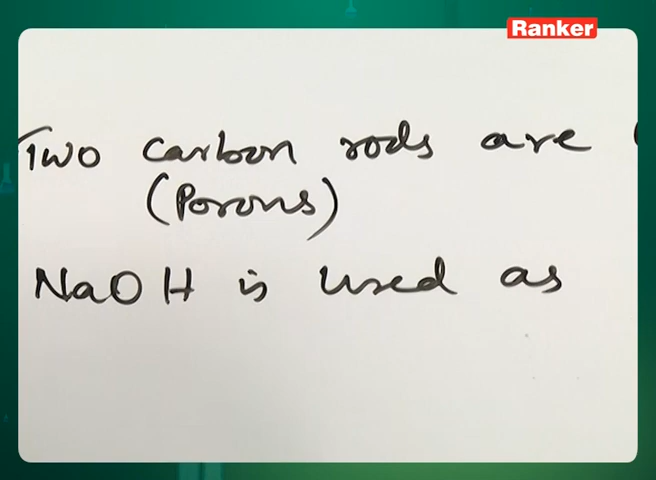 Ranker
Two carbon rods are
(Porous)
NaOH is used as